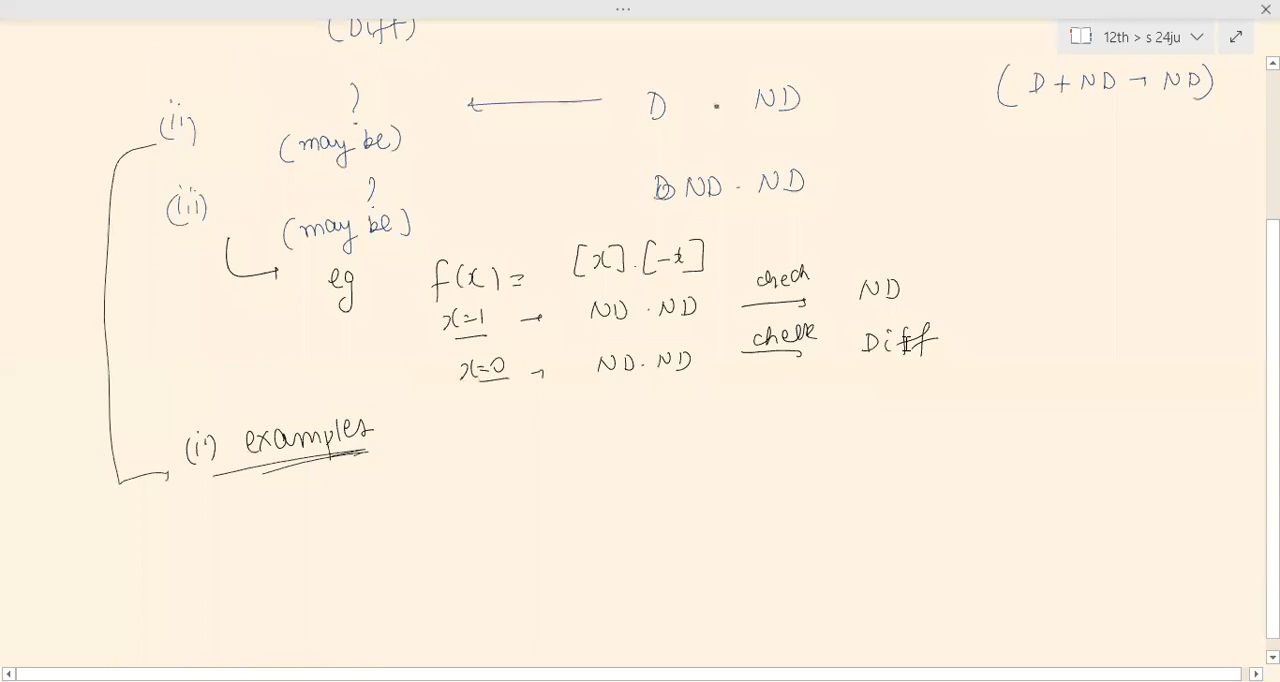 ...
12th > s 24ju
(Diff)
(ii) ? (may be) ← D . ND (D + ND → ND)
(iii) ? (may be) ND . ND
eg f(x) = [x] . [-x]
x=1 → ND . ND check ND
x=0 → ND . ND check Diff
(i') examples